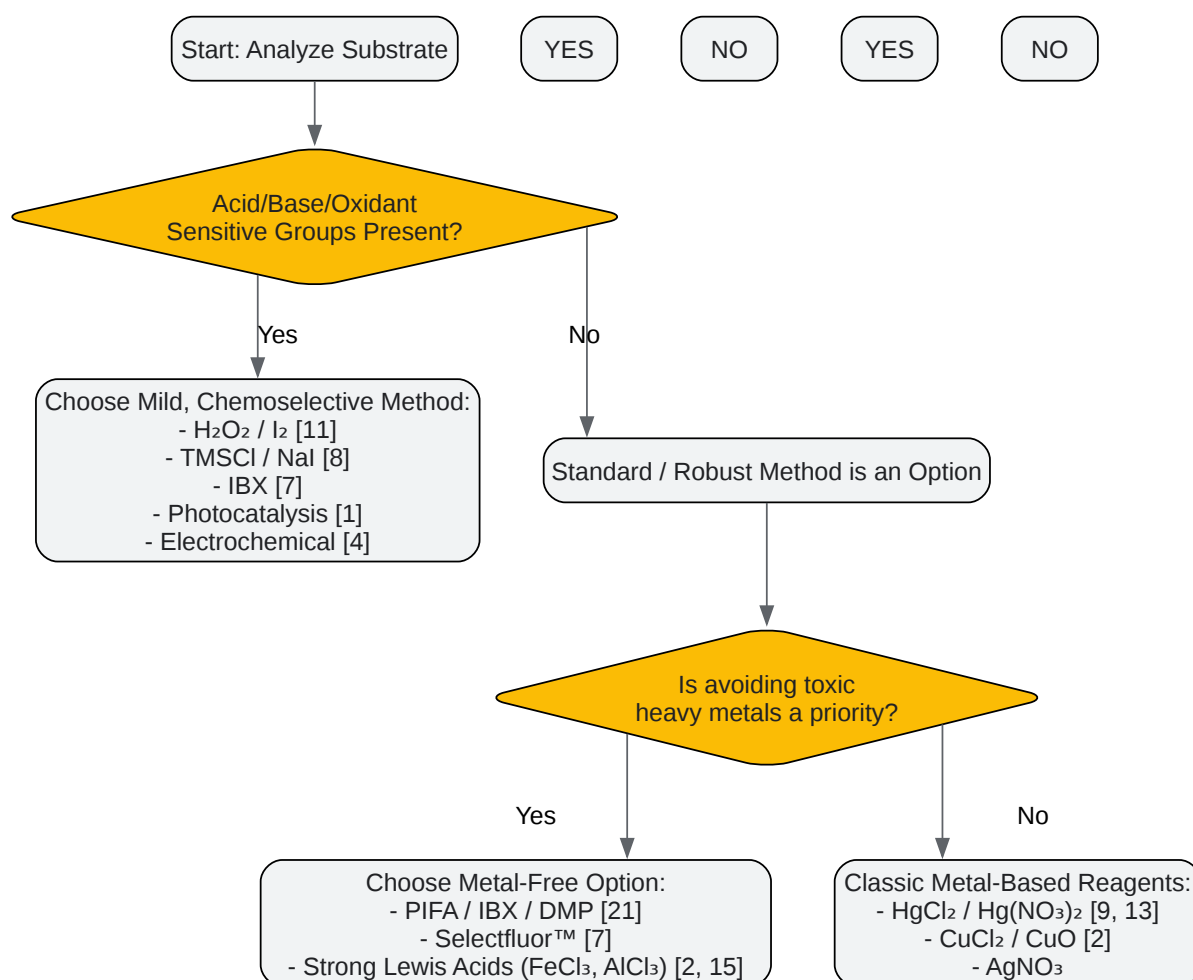 Start: Analyze Substrate
YES
NO
YES
NO
Acid/Base/Oxidant
Sensitive Groups Present?
Yes
No
Choose Mild, Chemoselective Method:
- H₂O₂ / I₂ [11]
- TMSCl / NaI [8]
- IBX [7]
- Photocatalysis [1]
- Electrochemical [4]
Standard / Robust Method is an Option
Is avoiding toxic
heavy metals a priority?
Yes
No
Choose Metal-Free Option:
- PIFA / IBX / DMP [21]
- Selectfluor™ [7]
- Strong Lewis Acids (FeCl₃, AlCl₃) [2, 15]
Classic Metal-Based Reagents:
- HgCl₂ / Hg(NO₃)₂ [9, 13]
- CuCl₂ / CuO [2]
- AgNO₃